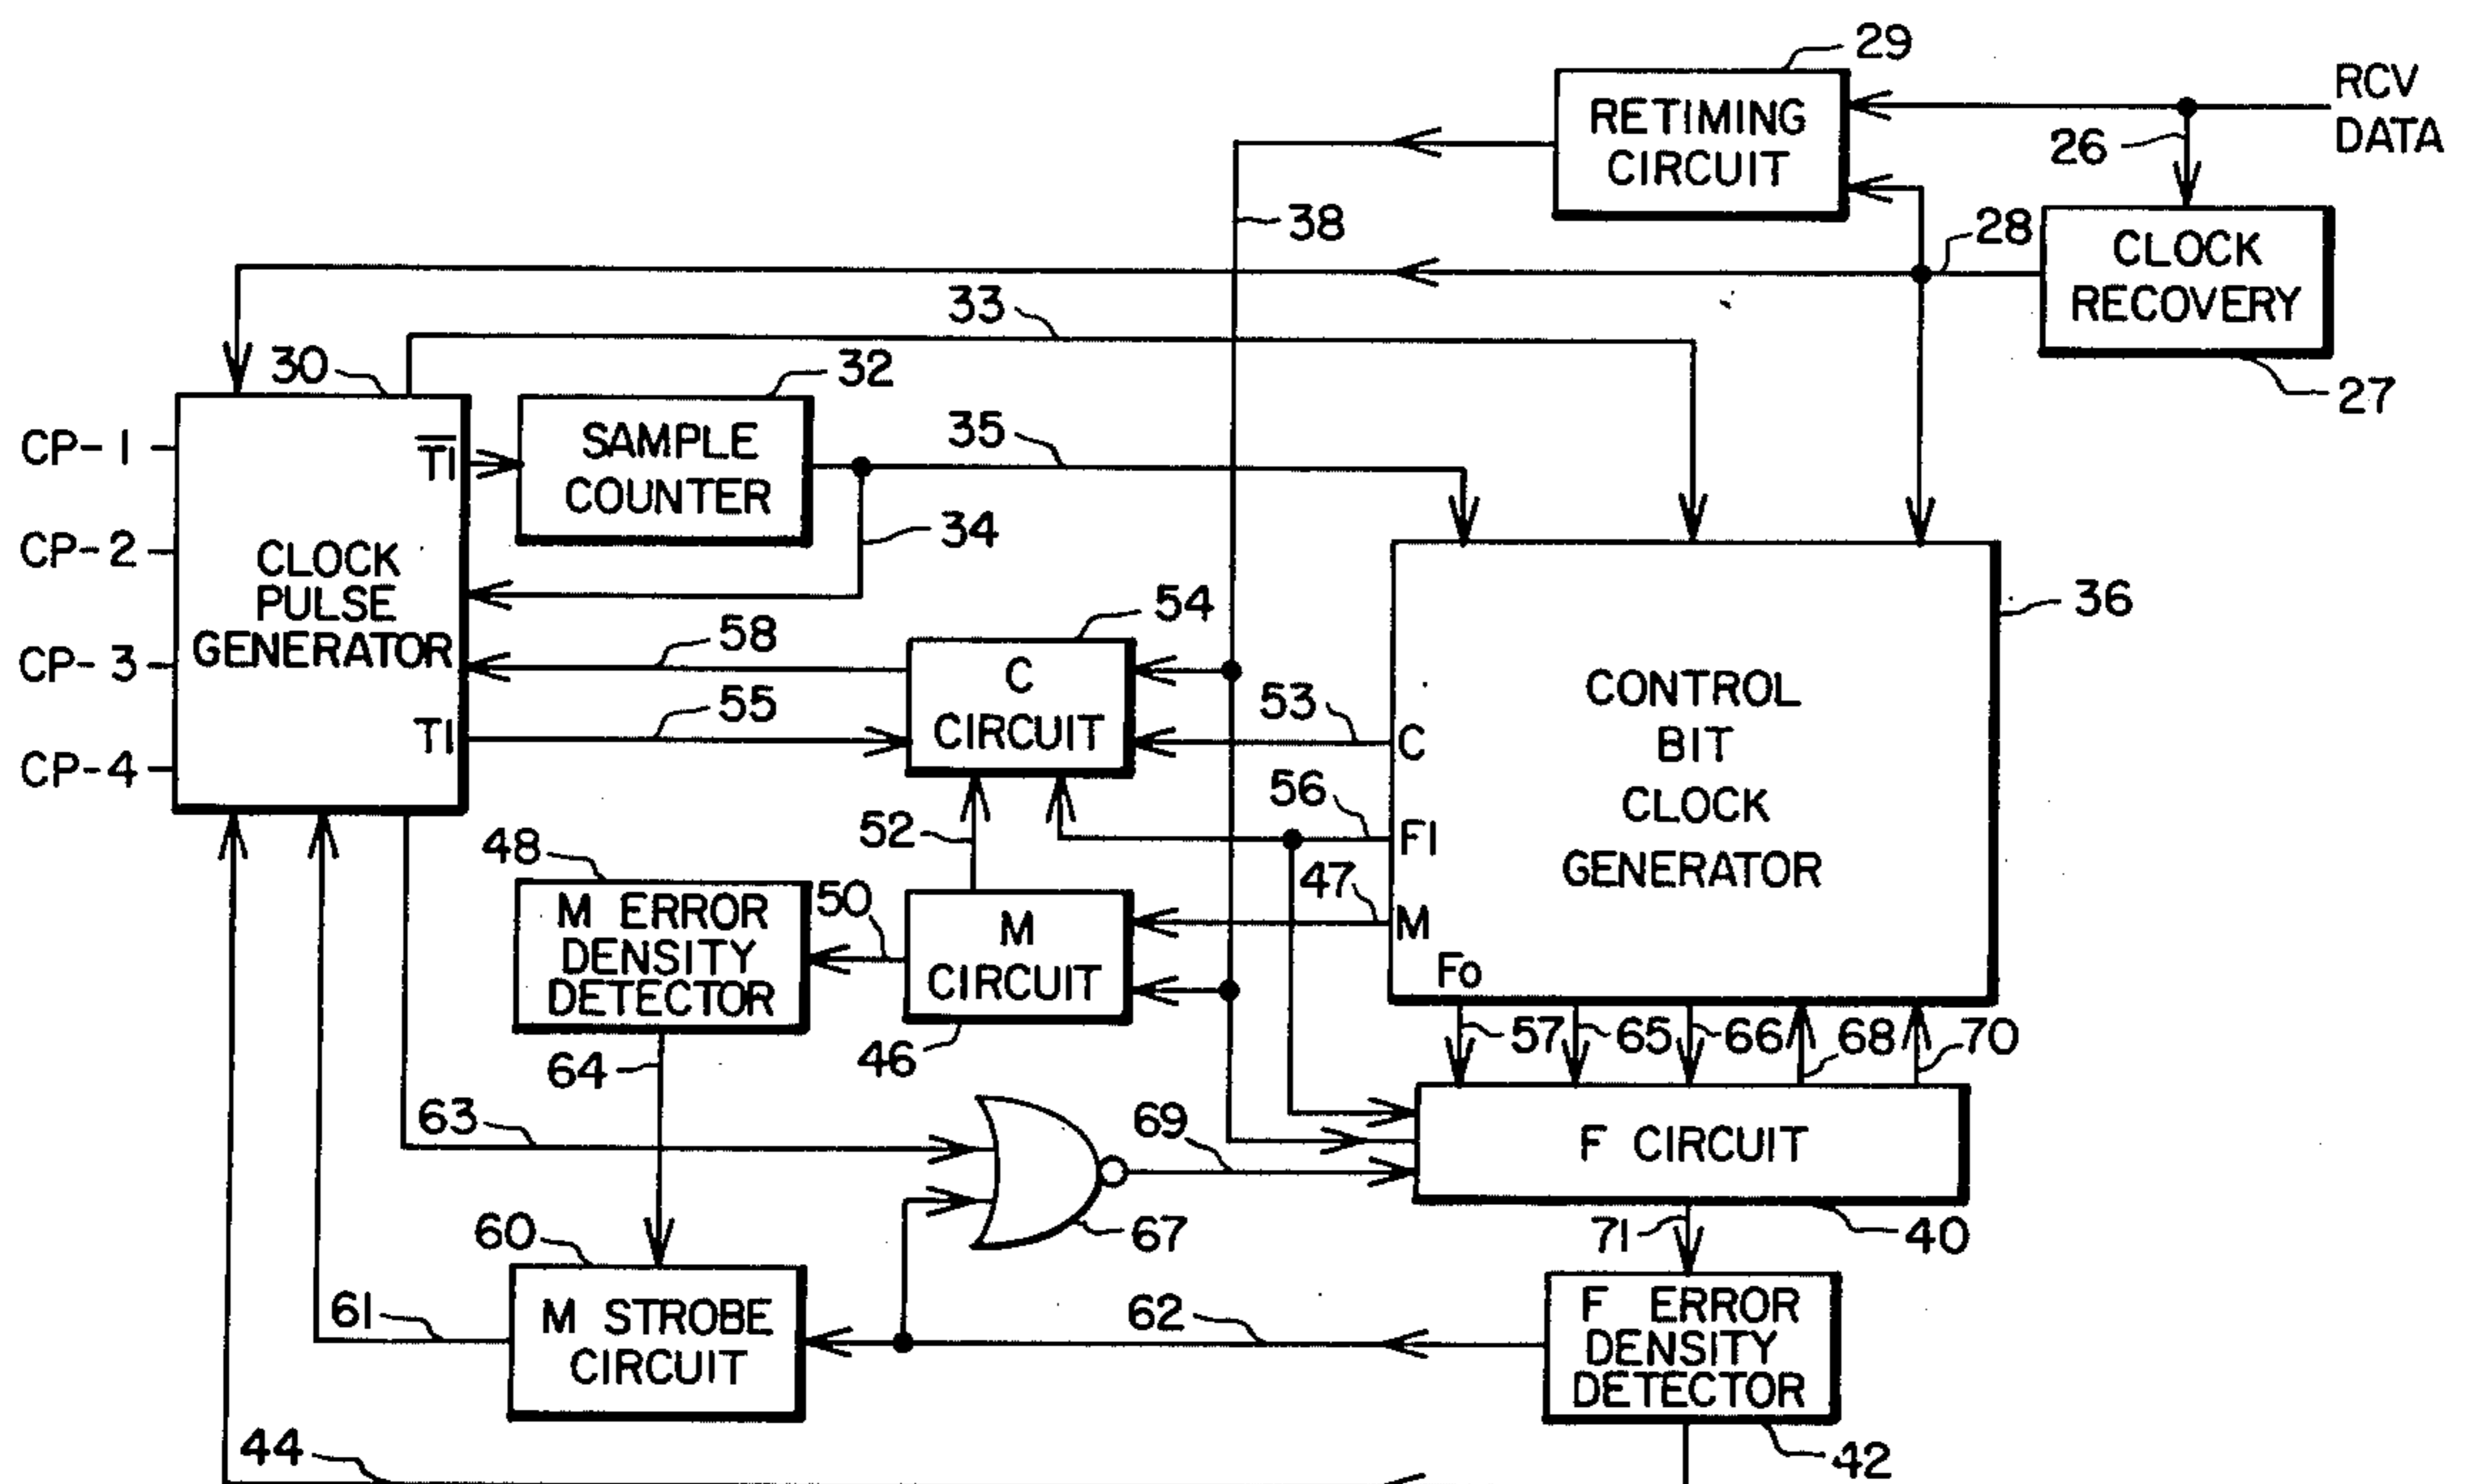 29
RCV
DATA
RETIMING
CIRCUIT
26
38
28
CLOCK
RECOVERY
27
33
30
32
CP-1
T1
SAMPLE
COUNTER
35
34
CP-2
CLOCK
PULSE
GENERATOR
CP-3
58
54
C
CIRCUIT
36
CONTROL
BIT
CLOCK
GENERATOR
53
C
55
T1
CP-4
56
F1
52
48
M ERROR
DENSITY
DETECTOR
50
M
CIRCUIT
47
M
Fo
46
57
65
66
68
70
64
63
69
F CIRCUIT
67
71
40
60
M STROBE
CIRCUIT
61
62
F ERROR
DENSITY
DETECTOR
44
42